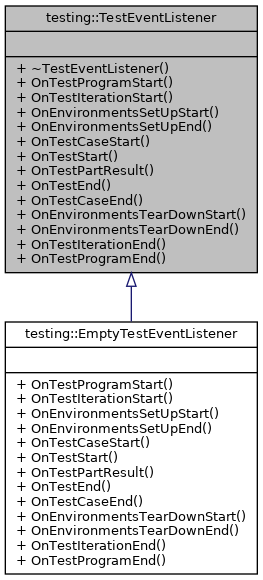 testing::TestEventListener
+ ~TestEventListener()
+ OnTestProgramStart()
+ OnTestIterationStart()
+ OnEnvironmentsSetUpStart()
+ OnEnvironmentsSetUpEnd()
+ OnTestCaseStart()
+ OnTestStart()
+ OnTestPartResult()
+ OnTestEnd()
+ OnTestCaseEnd()
+ OnEnvironmentsTearDownStart()
+ OnEnvironmentsTearDownEnd()
+ OnTestIterationEnd()
+ OnTestProgramEnd()
testing::EmptyTestEventListener
+ OnTestProgramStart()
+ OnTestIterationStart()
+ OnEnvironmentsSetUpStart()
+ OnEnvironmentsSetUpEnd()
+ OnTestCaseStart()
+ OnTestStart()
+ OnTestPartResult()
+ OnTestEnd()
+ OnTestCaseEnd()
+ OnEnvironmentsTearDownStart()
+ OnEnvironmentsTearDownEnd()
+ OnTestIterationEnd()
+ OnTestProgramEnd()